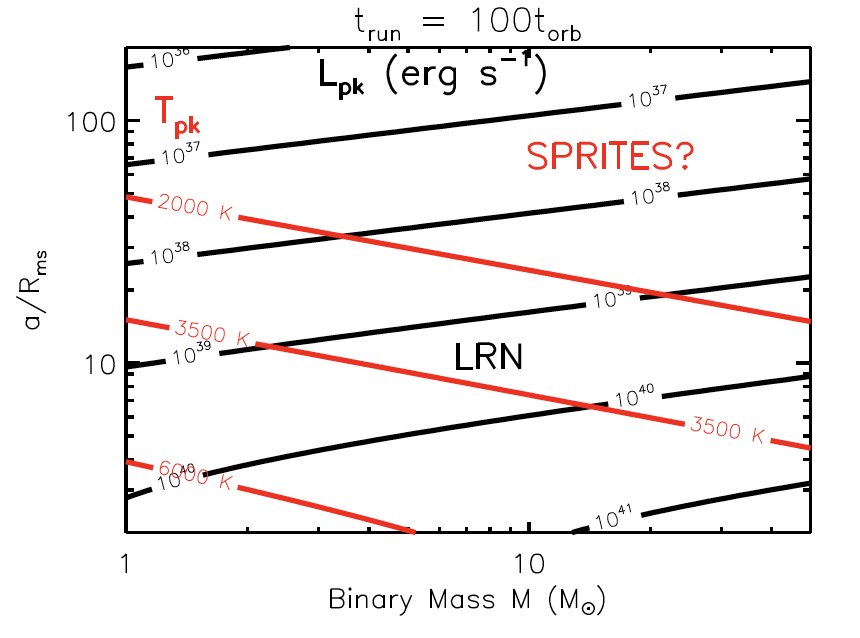 t_run = 100t_orb
10^36
L_pk (erg s^-1)
T_pk
10^37
100
10^37
SPRITES?
2000 K
10^38
10^38
10^39
a/R_ms
3500 K
10^39
LRN
10
10^40
3500 K
6000 K
10^40
10^41
1
10
Binary Mass M (M_⊙)